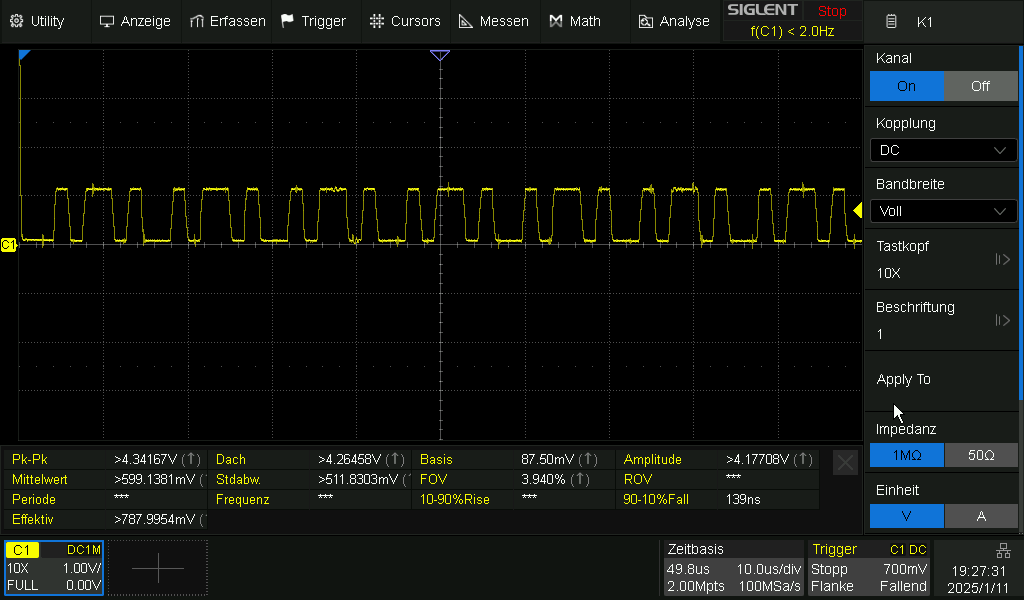 Utility Anzeige Erfassen Trigger Cursors Messen Math Analyse SIGLENT Stop K1
f(C1) < 2.0Hz
Kanal
On Off
Kopplung
DC
Bandbreite
Voll
C1
Tastkopf
10X
Beschriftung
1
Apply To
Impedanz
1MΩ 50Ω
Einheit
V A
Pk-Pk >4.34167V (↑) Dach >4.26458V (↑) Basis 87.50mV (↑) Amplitude >4.17708V (↑)
Mittelwert >599.1381mV ( Stdabw. >511.8303mV ( FOV 3.940% (↑) ROV ***
Periode *** Frequenz *** 10-90%Rise *** 90-10%Fall 139ns
Effektiv >787.9954mV (
C1 DC1M
10X 1.00V/
FULL 0.00V
Zeitbasis
49.8us 10.0us/div
2.00Mpts 100MSa/s
Trigger C1 DC
Stopp 700mV
Flanke Fallend
19:27:31
2025/1/11